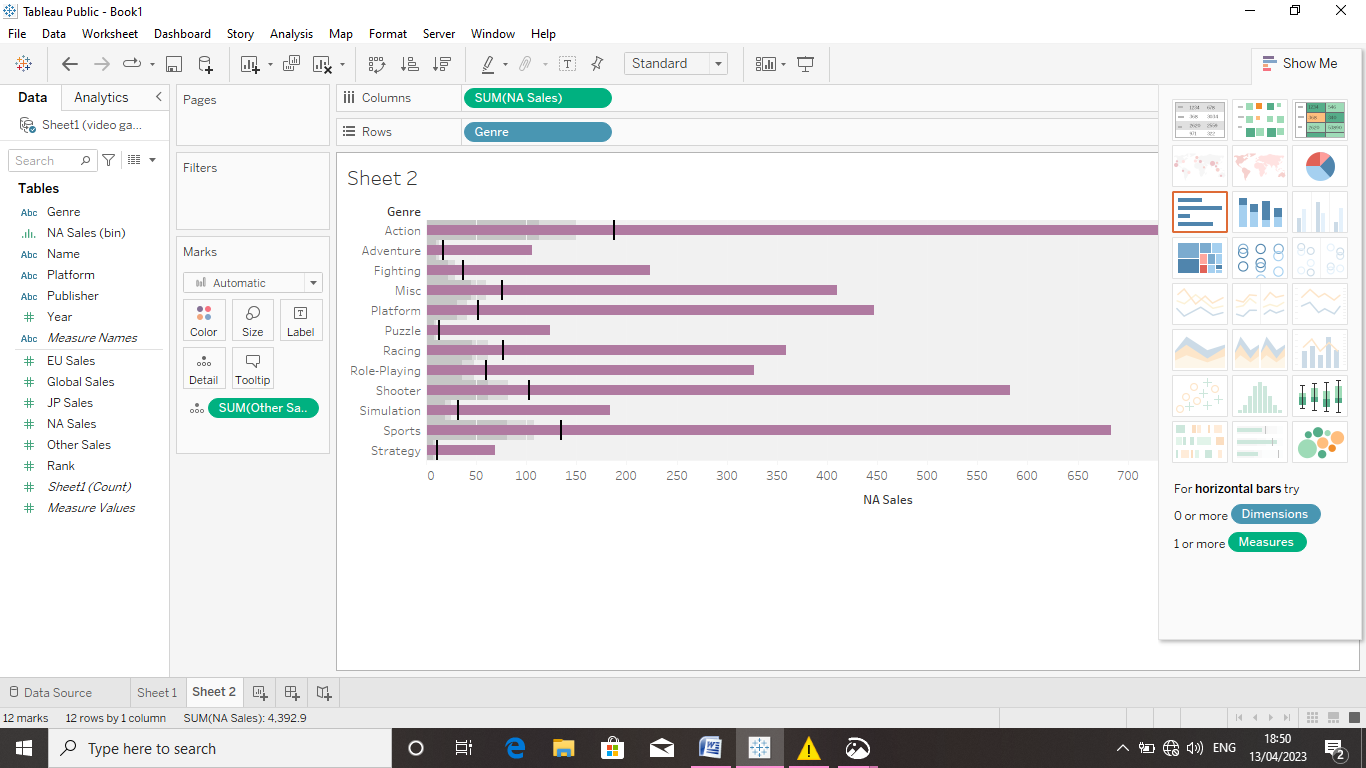 Tableau Public - Book1
File Data Worksheet Dashboard Story Analysis Map Format Server Window Help
Standard
Show Me
Data Analytics
Sheet1 (video ga...
Search
Tables
Abc Genre
NA Sales (bin)
Abc Name
Abc Platform
Abc Publisher
Year
Abc Measure Names
EU Sales
Global Sales
JP Sales
NA Sales
Other Sales
Rank
Sheet1 (Count)
Measure Values
Pages
Filters
Marks
Automatic
Color Size Label
Detail Tooltip
SUM(Other Sa..
Columns SUM(NA Sales)
Rows Genre
Sheet 2
Genre
Action
Adventure
Fighting
Misc
Platform
Puzzle
Racing
Role-Playing
Shooter
Simulation
Sports
Strategy
0 50 100 150 200 250 300 350 400 450 500 550 600 650 700
NA Sales
For horizontal bars try
0 or more Dimensions
1 or more Measures
Data Source Sheet 1 Sheet 2
12 marks 12 rows by 1 column SUM(NA Sales): 4,392.9
Type here to search
ENG
18:50
13/04/2023
2